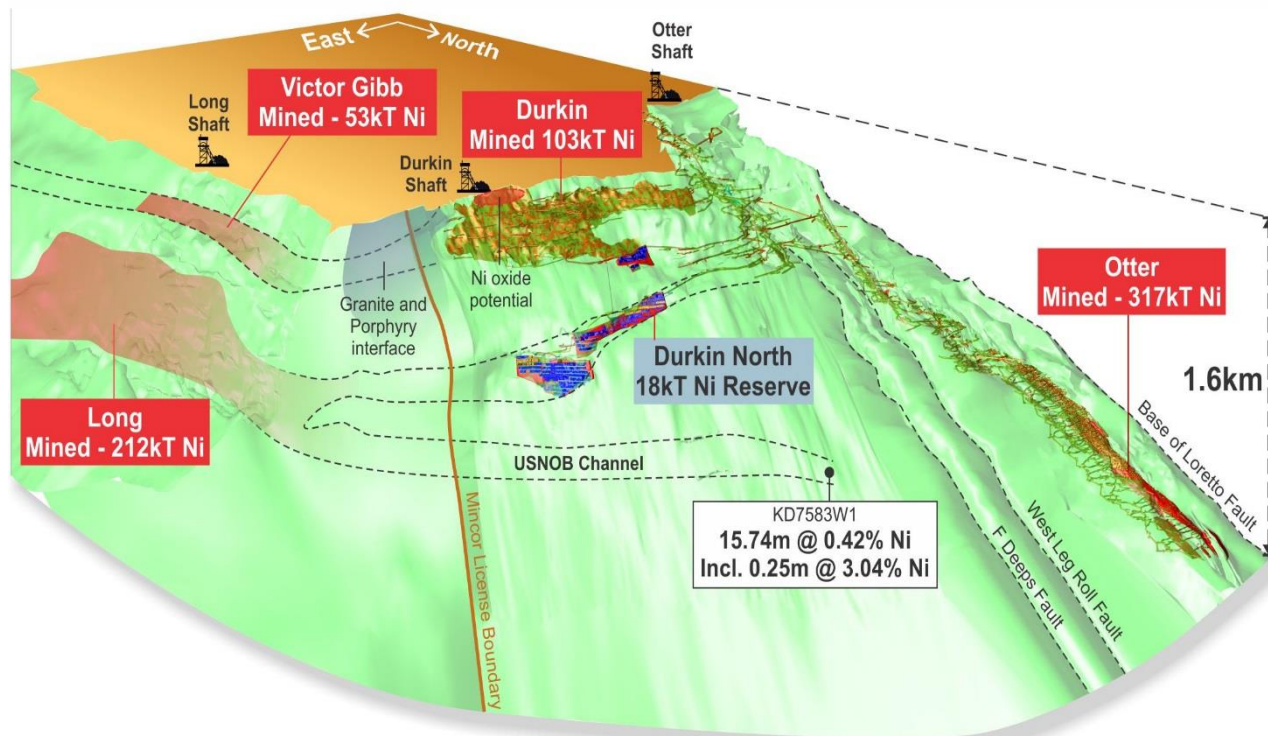 East
North
Otter
Shaft
Long
Shaft
Victor Gibb
Mined - 53kT Ni
Durkin
Mined 103kT Ni
Durkin
Shaft
Ni oxide
potential
Granite and
Porphyry
interface
Otter
Mined - 317kT Ni
1.6km
Durkin North
18kT Ni Reserve
Long
Mined - 212kT Ni
USNOB Channel
KD7583W1
15.74m @ 0.42% Ni
Incl. 0.25m @ 3.04% Ni
Mincor License Boundary
F Deeps Fault
West Leg Roll Fault
Base of Loretto Fault